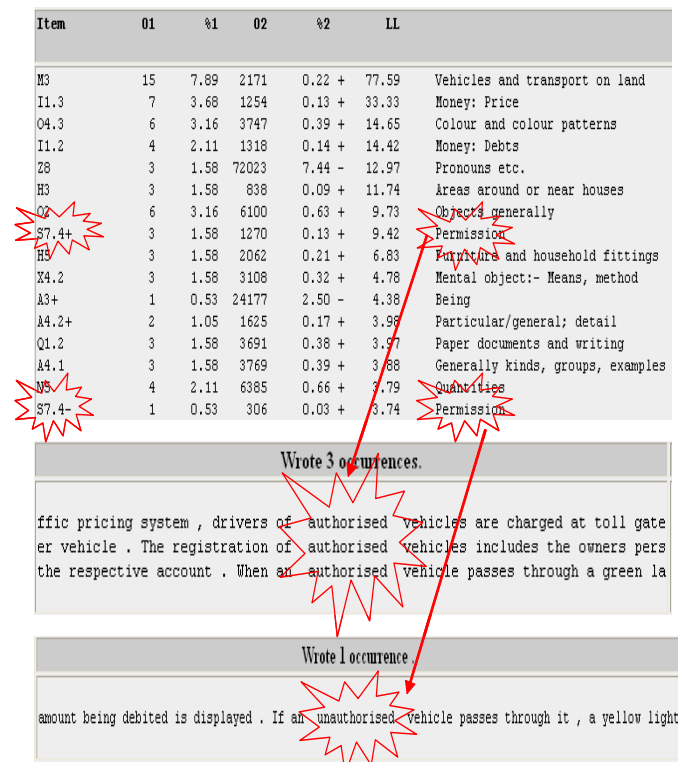 Item O1 %1 O2 %2 LL
M3 15 7.89 2171 0.22 + 77.59 Vehicles and transport on land
I1.3 7 3.68 1254 0.13 + 33.33 Money: Price
O4.3 6 3.16 3747 0.39 + 14.65 Colour and colour patterns
I1.2 4 2.11 1318 0.14 + 14.42 Money: Debts
Z8 3 1.58 72023 7.44 - 12.97 Pronouns etc.
H3 3 1.58 838 0.09 + 11.74 Areas around or near houses
O2 6 3.16 6100 0.63 + 9.73 Objects generally
S7.4+ 3 1.58 1270 0.13 + 9.42 Permission
H5 3 1.58 2062 0.21 + 6.83 Furniture and household fittings
X4.2 3 1.58 3108 0.32 + 4.78 Mental object:- Means, method
A3+ 1 0.53 24177 2.50 - 4.38 Being
A4.2+ 2 1.05 1625 0.17 + 3.98 Particular/general; detail
Q1.2 3 1.58 3691 0.38 + 3.97 Paper documents and writing
A4.1 3 1.58 3769 0.39 + 3.88 Generally kinds, groups, examples
N5 4 2.11 6385 0.66 + 3.79 Quantities
S7.4- 1 0.53 306 0.03 + 3.74 Permission
Wrote 3 occurrences.
ffic pricing system , drivers of authorised vehicles are charged at toll gate
er vehicle . The registration of authorised vehicles includes the owners pers
the respective account . When an authorised vehicle passes through a green la
Wrote 1 occurrence .
amount being debited is displayed . If an unauthorised vehicle passes through it , a yellow light